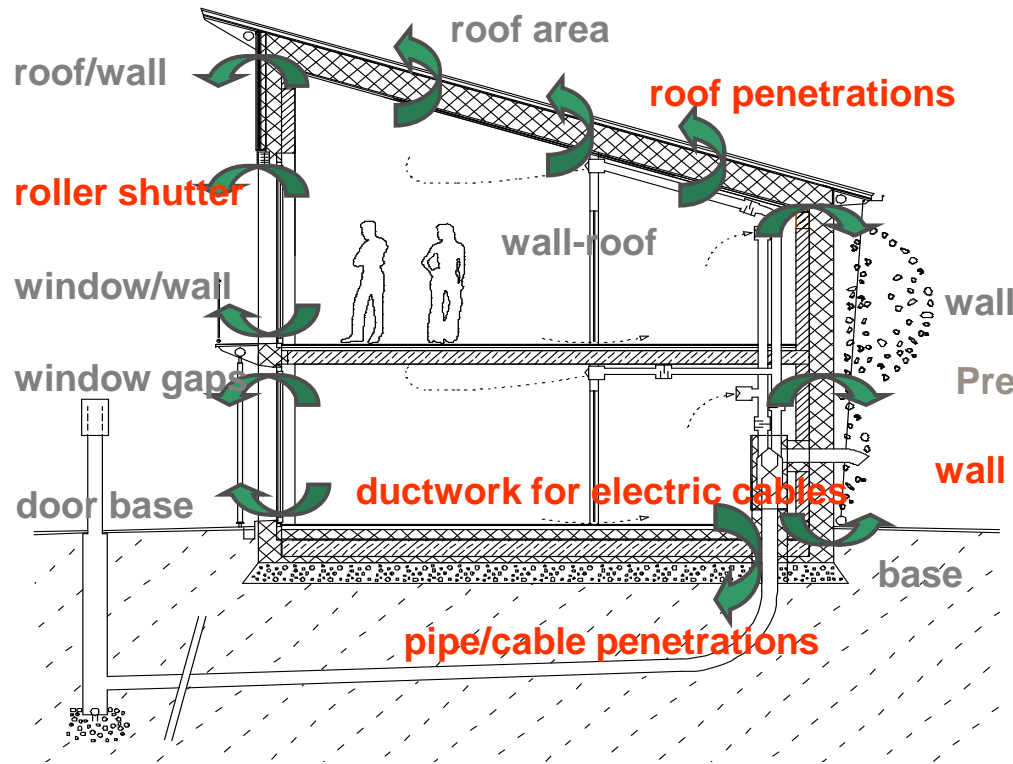 roof area
roof/wall
roof penetrations
roller shutter
wall-roof
window/wall
wall
window gaps
Pre
wall
ductwork for electric cables
door base
base
pipe/cable penetrations